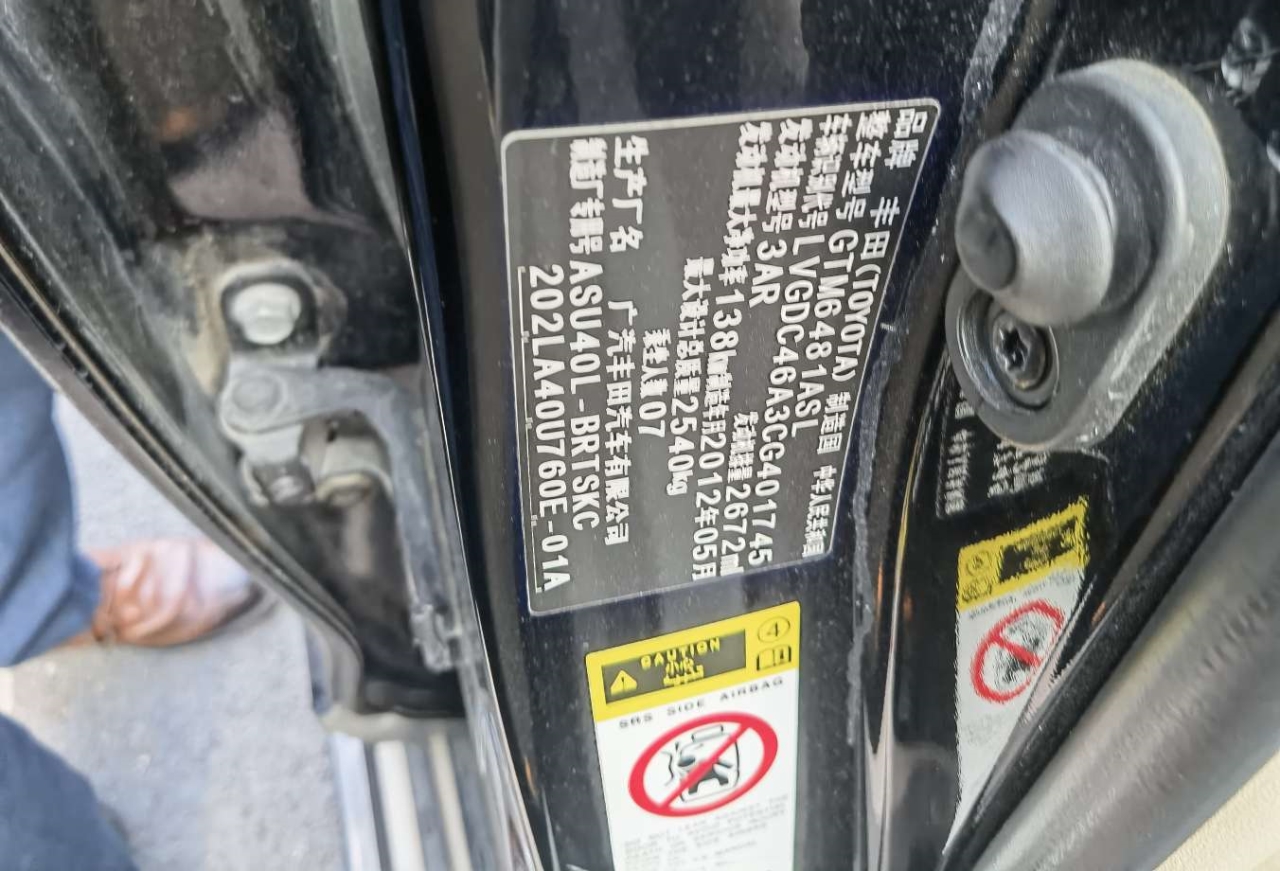 品牌 丰田(TOYOTA) 制造国 中华人民共和国
整车型号 GTM6481ASL
车辆识别代号 LVGDC46A3CG401745
发动机型号 3AR 发动机排量 2672ml
发动机最大净功率 138kw 制造年月 2012年05月
最大设计总质量 2540kg
乘坐人数 07
生产厂名 广汽丰田汽车有限公司
制造厂专用号 ASU40L-BRTSKC
202LA40U760E-01A
CAUTION
4
SRS SIDE AIRBAG